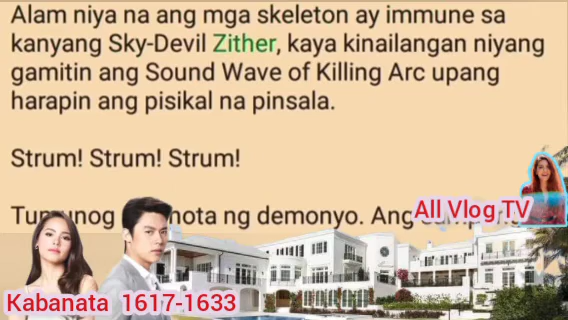 Alam niya na ang mga skeleton ay immune sa
kanyang Sky-Devil Zither, kaya kinailangan niyang
gamitin ang Sound Wave of Killing Arc upang
harapin ang pisikal na pinsala.
Strum! Strum! Strum!
nota ng demonyo. Ang
All Vlog TV
Kabanata 1617-1633